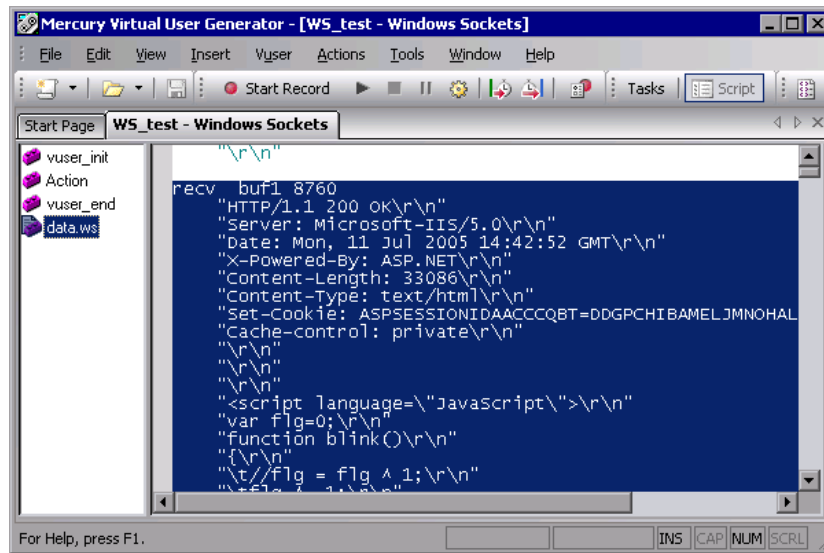 Mercury Virtual User Generator - [WS_test - Windows Sockets]
File Edit View Insert Vuser Actions Tools Window Help
Start Record Tasks Script
Start Page WS_test - Windows Sockets
vuser_init
Action
vuser_end
data.ws
"\r\n"
recv buf1 8760
"HTTP/1.1 200 OK\r\n"
"Server: Microsoft-IIS/5.0\r\n"
"Date: Mon, 11 Jul 2005 14:42:52 GMT\r\n"
"X-Powered-By: ASP.NET\r\n"
"Content-Length: 33086\r\n"
"Content-Type: text/html\r\n"
"Set-Cookie: ASPSESSIONIDAACCCQBT=DDGPCHIBAMELJMNOHAL
"Cache-control: private\r\n"
"\r\n"
"\r\n"
"\r\n"
"<script language=\"JavaScript\">\r\n"
"var flg=0;\r\n"
"function blink()\r\n"
"{\r\n"
"\t//flg = flg ^ 1;\r\n"
For Help, press F1.
INS CAP NUM SCRL